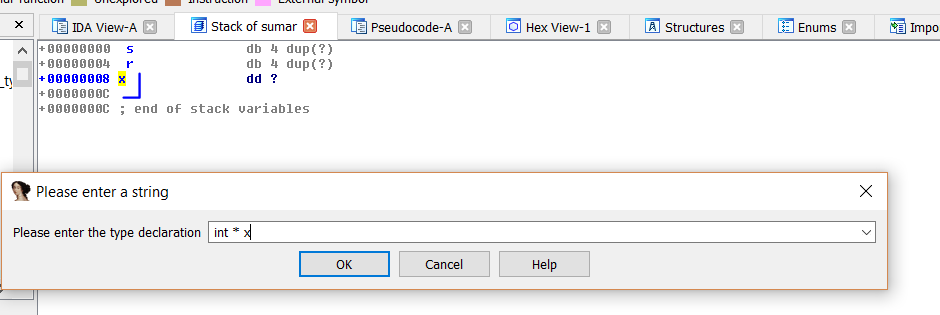 Unexplored Instruction External symbol
IDA View-A Stack of sumar Pseudocode-A Hex View-1 Structures Enums
+00000000 s db 4 dup(?)
+00000004 r db 4 dup(?)
+00000008 x dd ?
+0000000C
+0000000C ; end of stack variables
Please enter a string
Please enter the type declaration int * x
OK Cancel Help